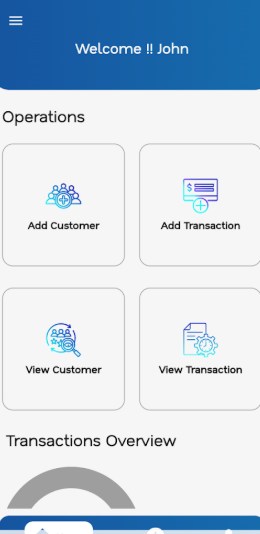 Welcome !! John
Operations
Add Customer
Add Transaction
View Customer
View Transaction
Transactions Overview